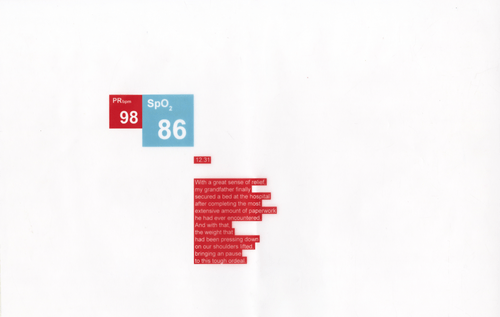 PRbpm
98
SpO2
86
12:31
With a great sense of relief
my grandfather finally
secured a bed at the hospital
after completing the most
extensive amount of paperwork
he had ever encountered.
And with that,
the weight that
had been pressing down
on our shoulders lifted,
bringing an pause
to this tough ordeal.